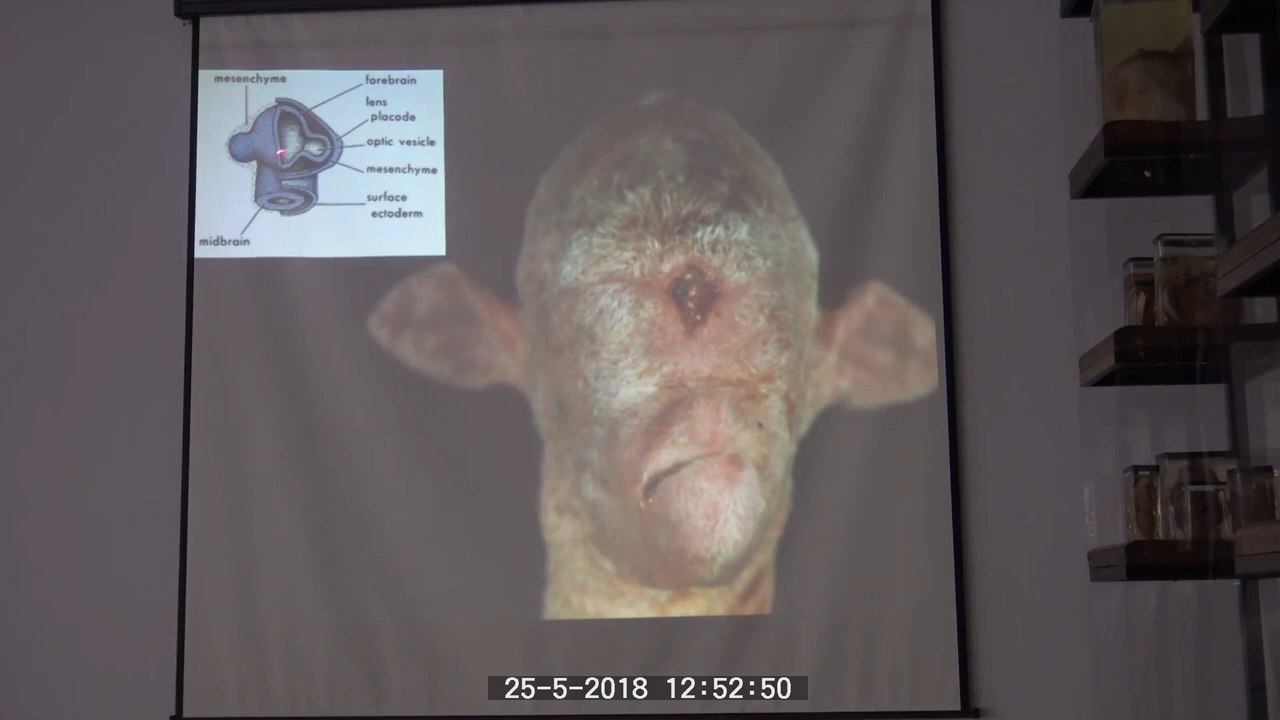 mesenchyme
forebrain
lens
placode
optic vesicle
mesenchyme
surface
ectoderm
midbrain
25-5-2018 12:52:50